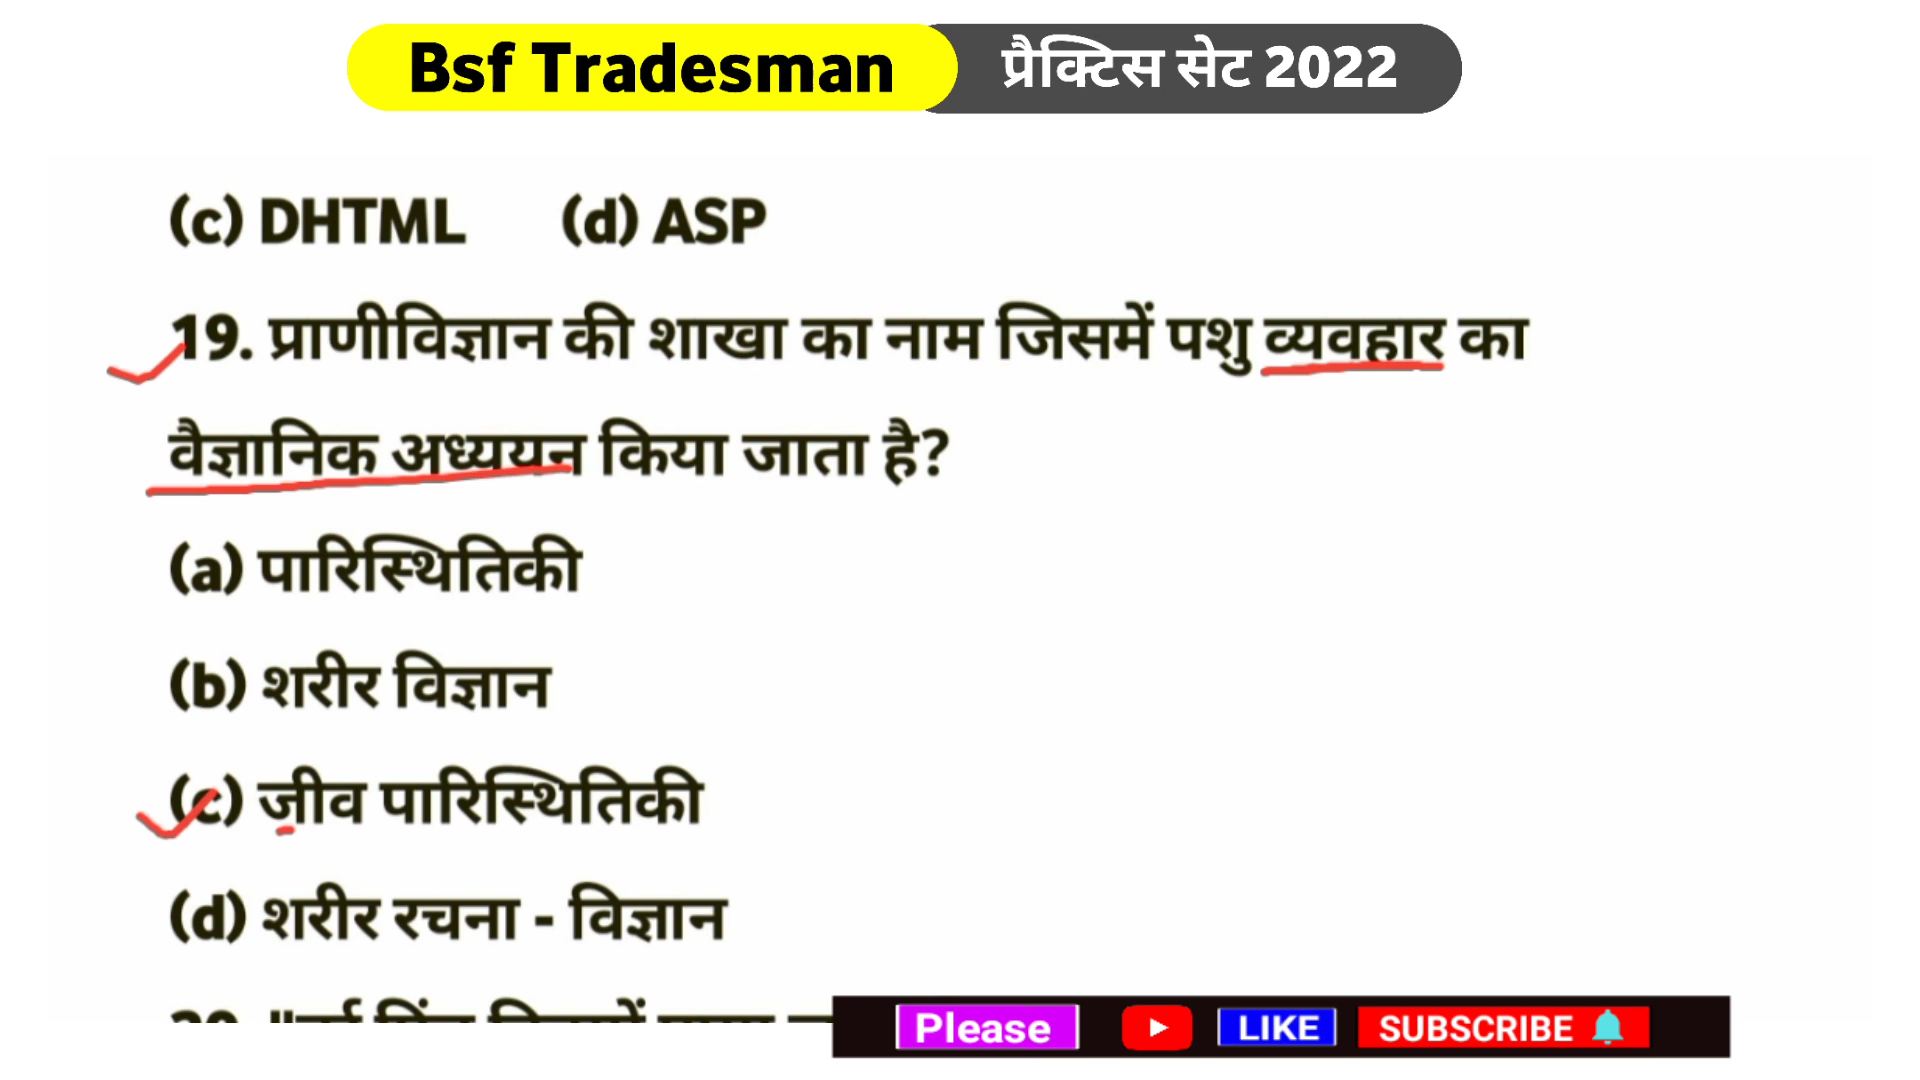 Bsf Tradesman प्रैक्टिस सेट 2022
(c) DHTML (d) ASP
19. प्राणीविज्ञान की शाखा का नाम जिसमें पशु व्यवहार का
वैज्ञानिक अध्ययन किया जाता है?
(a) पारिस्थितिकी
(b) शरीर विज्ञान
(c) जीव पारिस्थितिकी
(d) शरीर रचना - विज्ञान
Please LIKE SUBSCRIBE